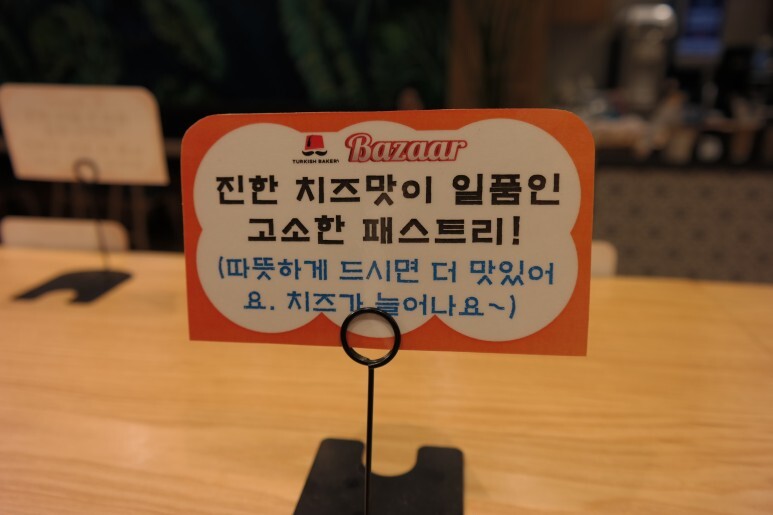 TURKISH BAKERY
Bazaar
진한 치즈맛이 일품인
고소한 패스트리!
(따뜻하게 드시면 더 맛있어
요. 치즈가 늘어나요~)